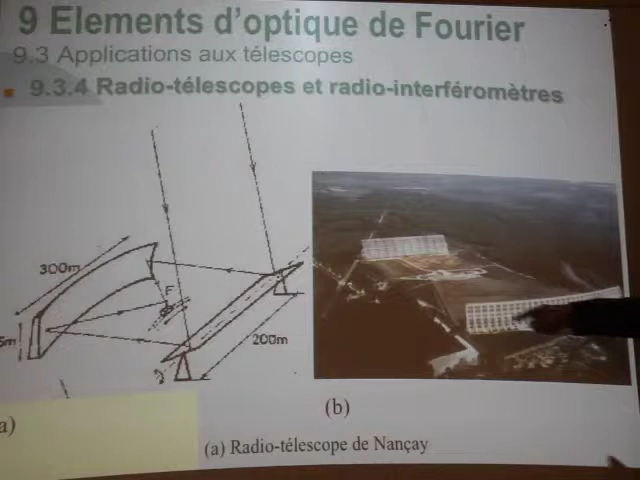 9 Elements d'optique de Fourier
9.3 Applications aux télescopes
9.3.4 Radio-télescopes et radio-interféromètres
300m
F
5m
200m
(b)
a)
(a) Radio-télescope de Nançay